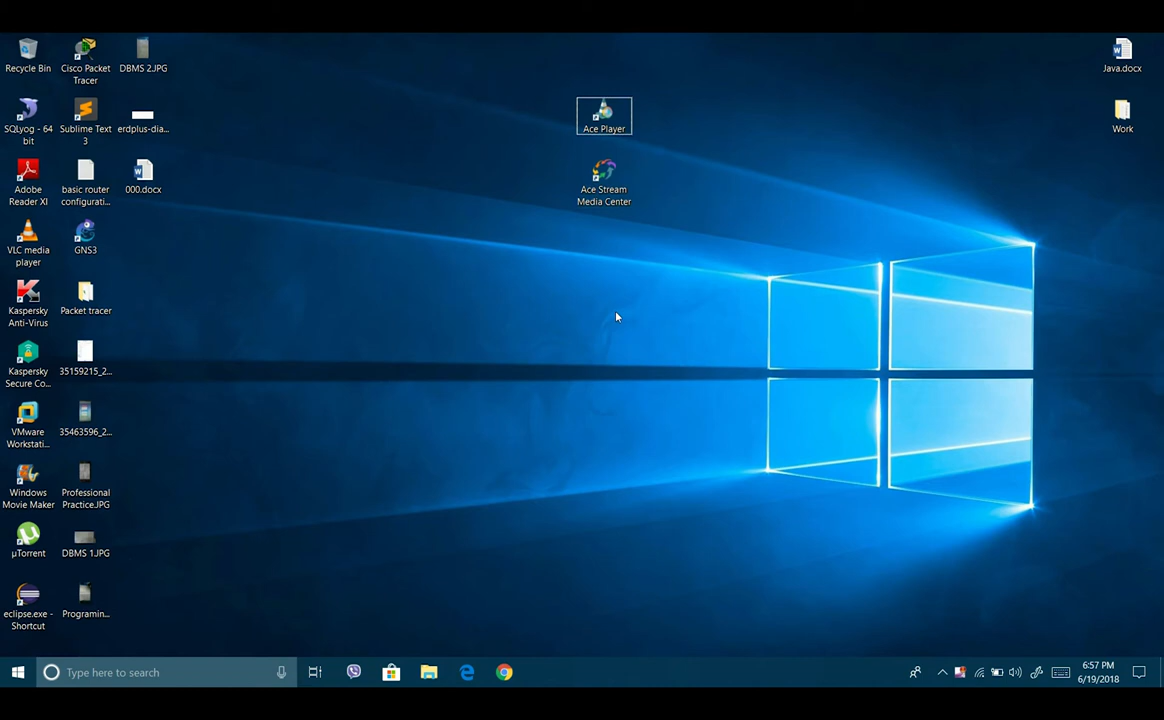 Recycle Bin
Cisco Packet
Tracer
DBMS 2.JPG
SQLyog - 64
bit
Sublime Text
3
erdplus-dia...
Adobe
Reader XI
basic router
configurati...
000.docx
VLC media
player
GNS3
Kaspersky
Anti-Virus
Packet tracer
Kaspersky
Secure Co...
35159215_2...
VMware
Workstati...
35463596_2...
Windows
Movie Maker
Professional
Practice.JPG
µTorrent
DBMS 1.JPG
eclipse.exe -
Shortcut
Programin...
Ace Player
Ace Stream
Media Center
Java.docx
Work
Type here to search
6:57 PM
6/19/2018